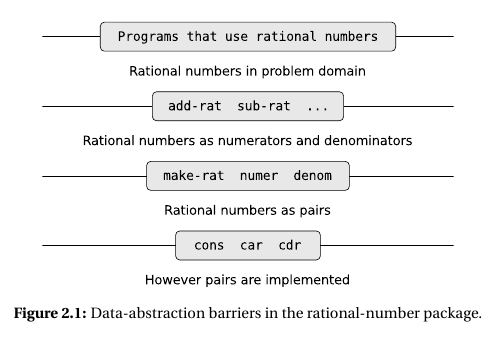 Programs that use rational numbers
Rational numbers in problem domain
add-rat sub-rat ...
Rational numbers as numerators and denominators
make-rat numer denom
Rational numbers as pairs
cons car cdr
However pairs are implemented
Figure 2.1: Data-abstraction barriers in the rational-number package.